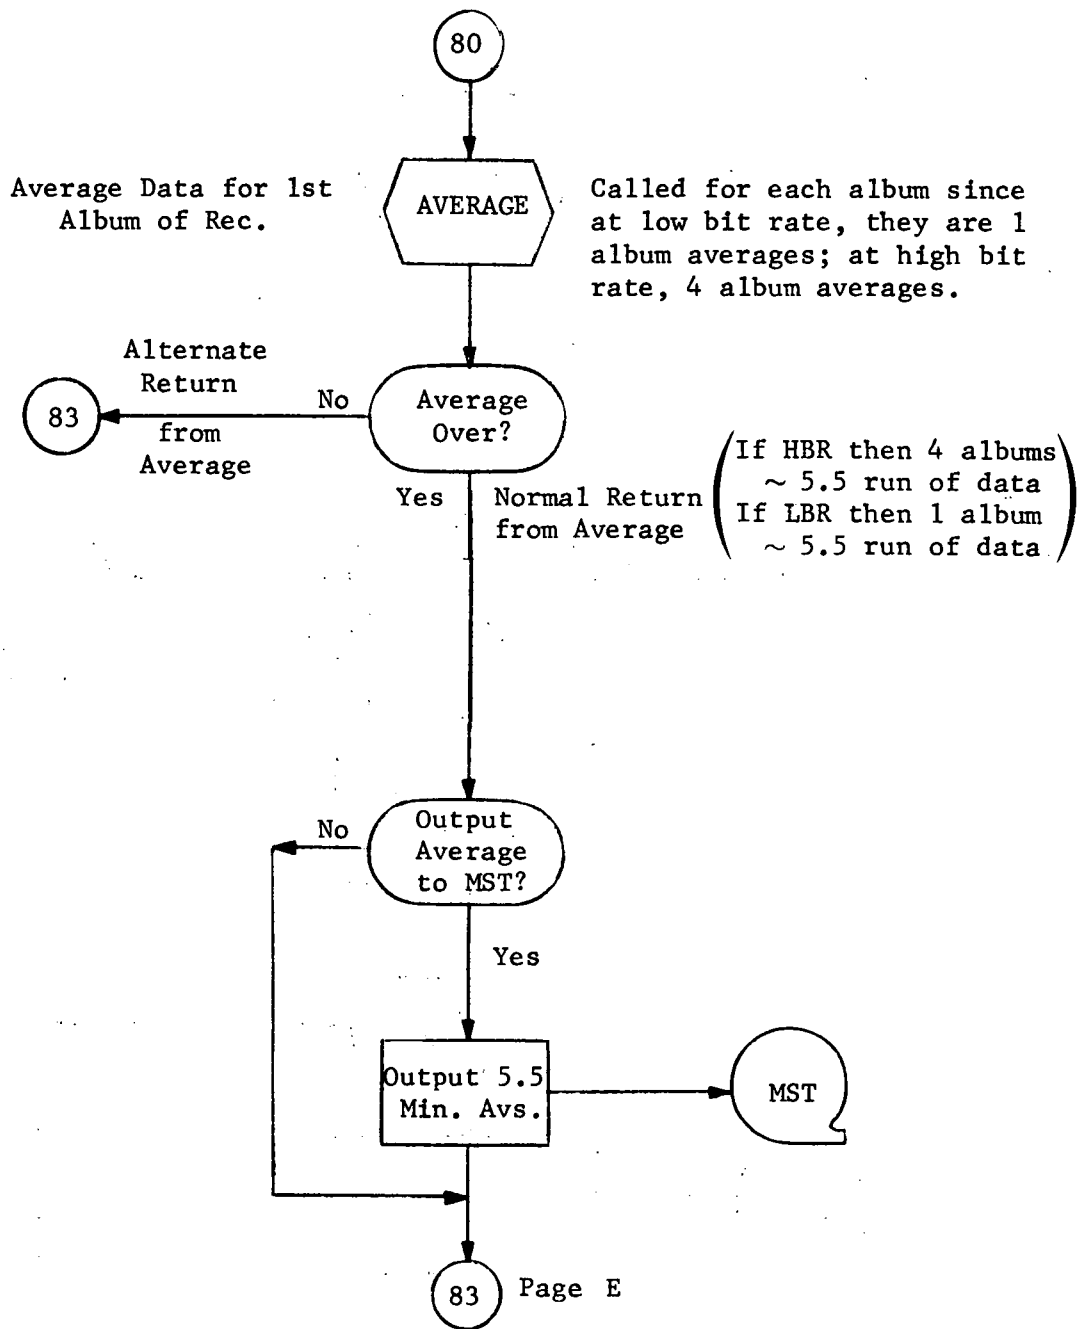 80
Average Data for 1st
Album of Rec.
AVERAGE
Called for each album since
at low bit rate, they are 1
album averages; at high bit
rate, 4 album averages.
Alternate
Return
from
Average
No
83
Average
Over?
Yes
Normal Return
from Average
If HBR then 4 albums
~ 5.5 run of data
If LBR then 1 album
~ 5.5 run of data
No
Output
Average
to MST?
Yes
Output 5.5
Min. Avs.
MST
83
Page E